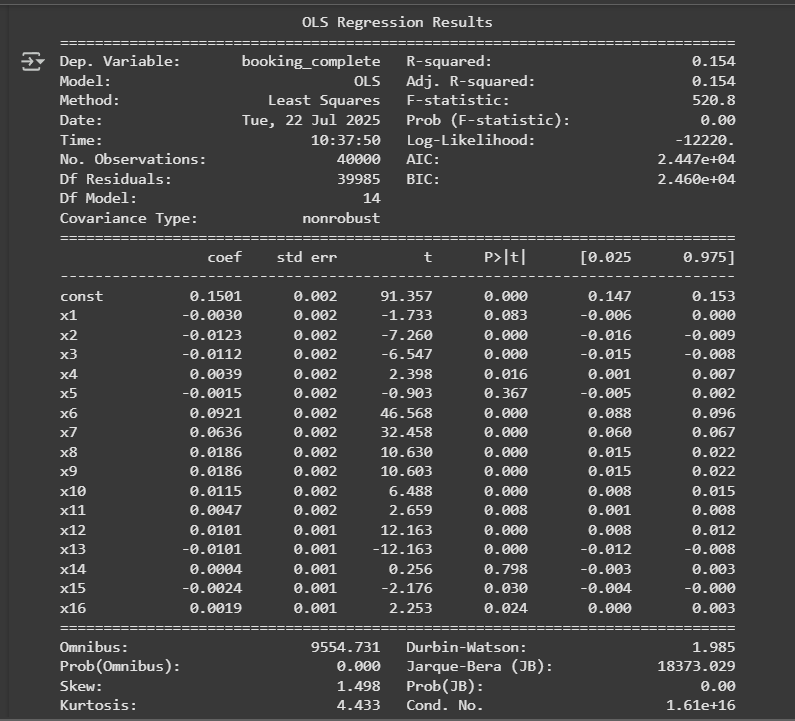 OLS Regression Results
==============================================================================
Dep. Variable: booking_complete R-squared: 0.154
Model: OLS Adj. R-squared: 0.154
Method: Least Squares F-statistic: 520.8
Date: Tue, 22 Jul 2025 Prob (F-statistic): 0.00
Time: 10:37:50 Log-Likelihood: -12220.
No. Observations: 40000 AIC: 2.447e+04
Df Residuals: 39985 BIC: 2.460e+04
Df Model: 14
Covariance Type: nonrobust
==============================================================================
coef std err t P>|t| [0.025 0.975]
------------------------------------------------------------------------------
const 0.1501 0.002 91.357 0.000 0.147 0.153
x1 -0.0030 0.002 -1.733 0.083 -0.006 0.000
x2 -0.0123 0.002 -7.260 0.000 -0.016 -0.009
x3 -0.0112 0.002 -6.547 0.000 -0.015 -0.008
x4 0.0039 0.002 2.398 0.016 0.001 0.007
x5 -0.0015 0.002 -0.903 0.367 -0.005 0.002
x6 0.0921 0.002 46.568 0.000 0.088 0.096
x7 0.0636 0.002 32.458 0.000 0.060 0.067
x8 0.0186 0.002 10.630 0.000 0.015 0.022
x9 0.0186 0.002 10.603 0.000 0.015 0.022
x10 0.0115 0.002 6.488 0.000 0.008 0.015
x11 0.0047 0.002 2.659 0.008 0.001 0.008
x12 0.0101 0.001 12.163 0.000 0.008 0.012
x13 -0.0101 0.001 -12.163 0.000 -0.012 -0.008
x14 0.0004 0.001 0.256 0.798 -0.003 0.003
x15 -0.0024 0.001 -2.176 0.030 -0.004 -0.000
x16 0.0019 0.001 2.253 0.024 0.000 0.003
==============================================================================
Omnibus: 9554.731 Durbin-Watson: 1.985
Prob(Omnibus): 0.000 Jarque-Bera (JB): 18373.029
Skew: 1.498 Prob(JB): 0.00
Kurtosis: 4.433 Cond. No. 1.61e+16